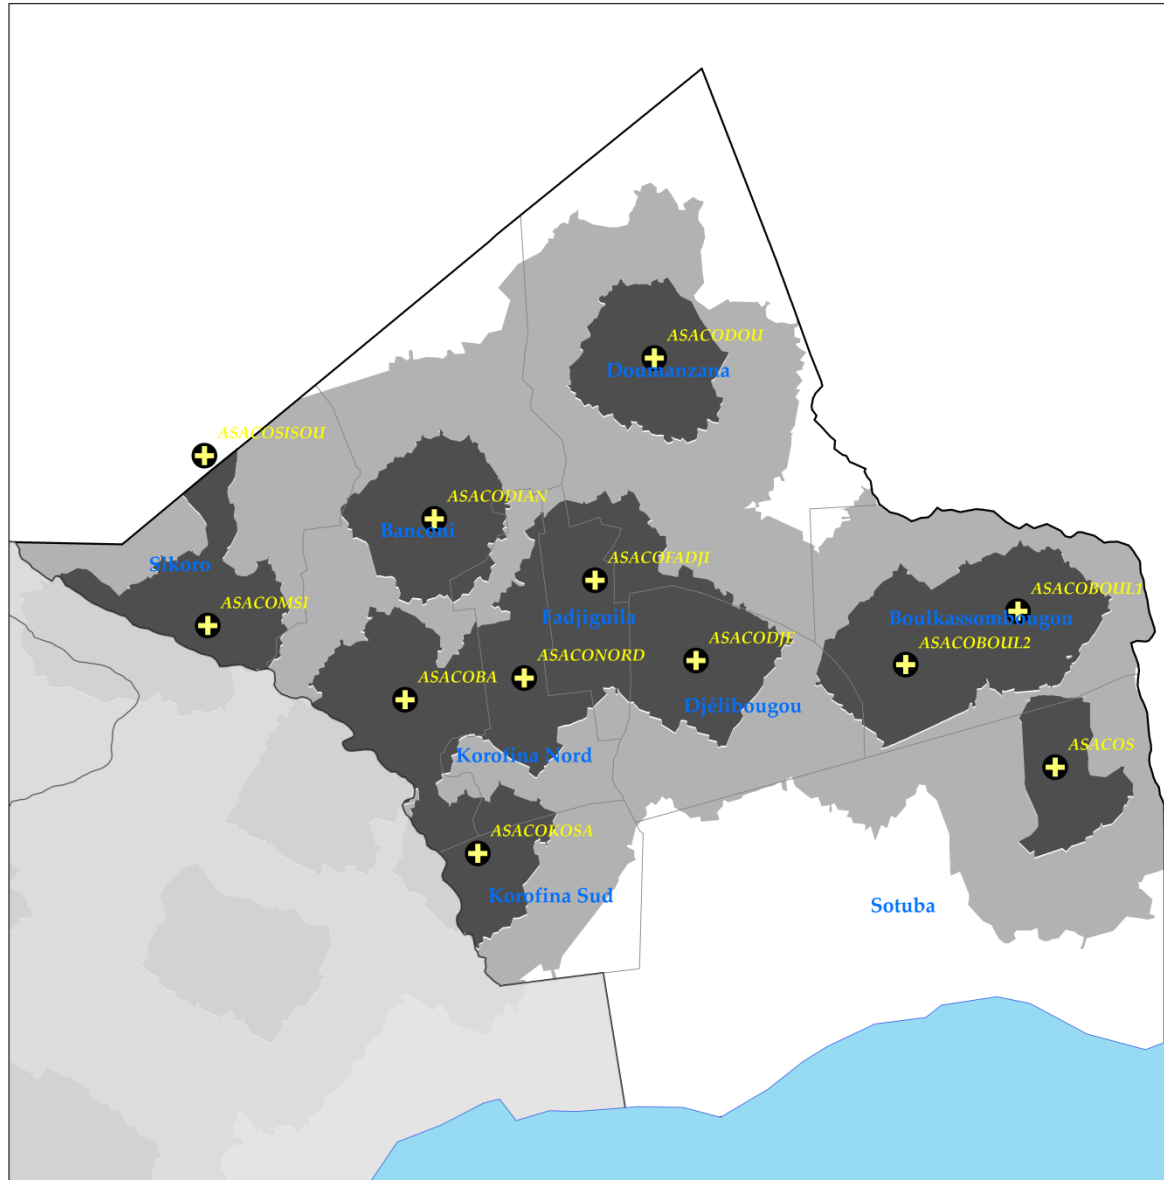 ASACODOU
Doumanzana
ASACOSISOU
ASACODIAN
Banconi
Sikoro
ASACOFADJI
Fadjiguila
ASACOMSI
ASACOBOUL1
Boulkassombougou
ASACOBOUL2
ASACODJE
Djélibougou
ASACONORD
ASACOBA
Korofina Nord
ASACOS
ASACOKOSA
Korofina Sud
Sotuba